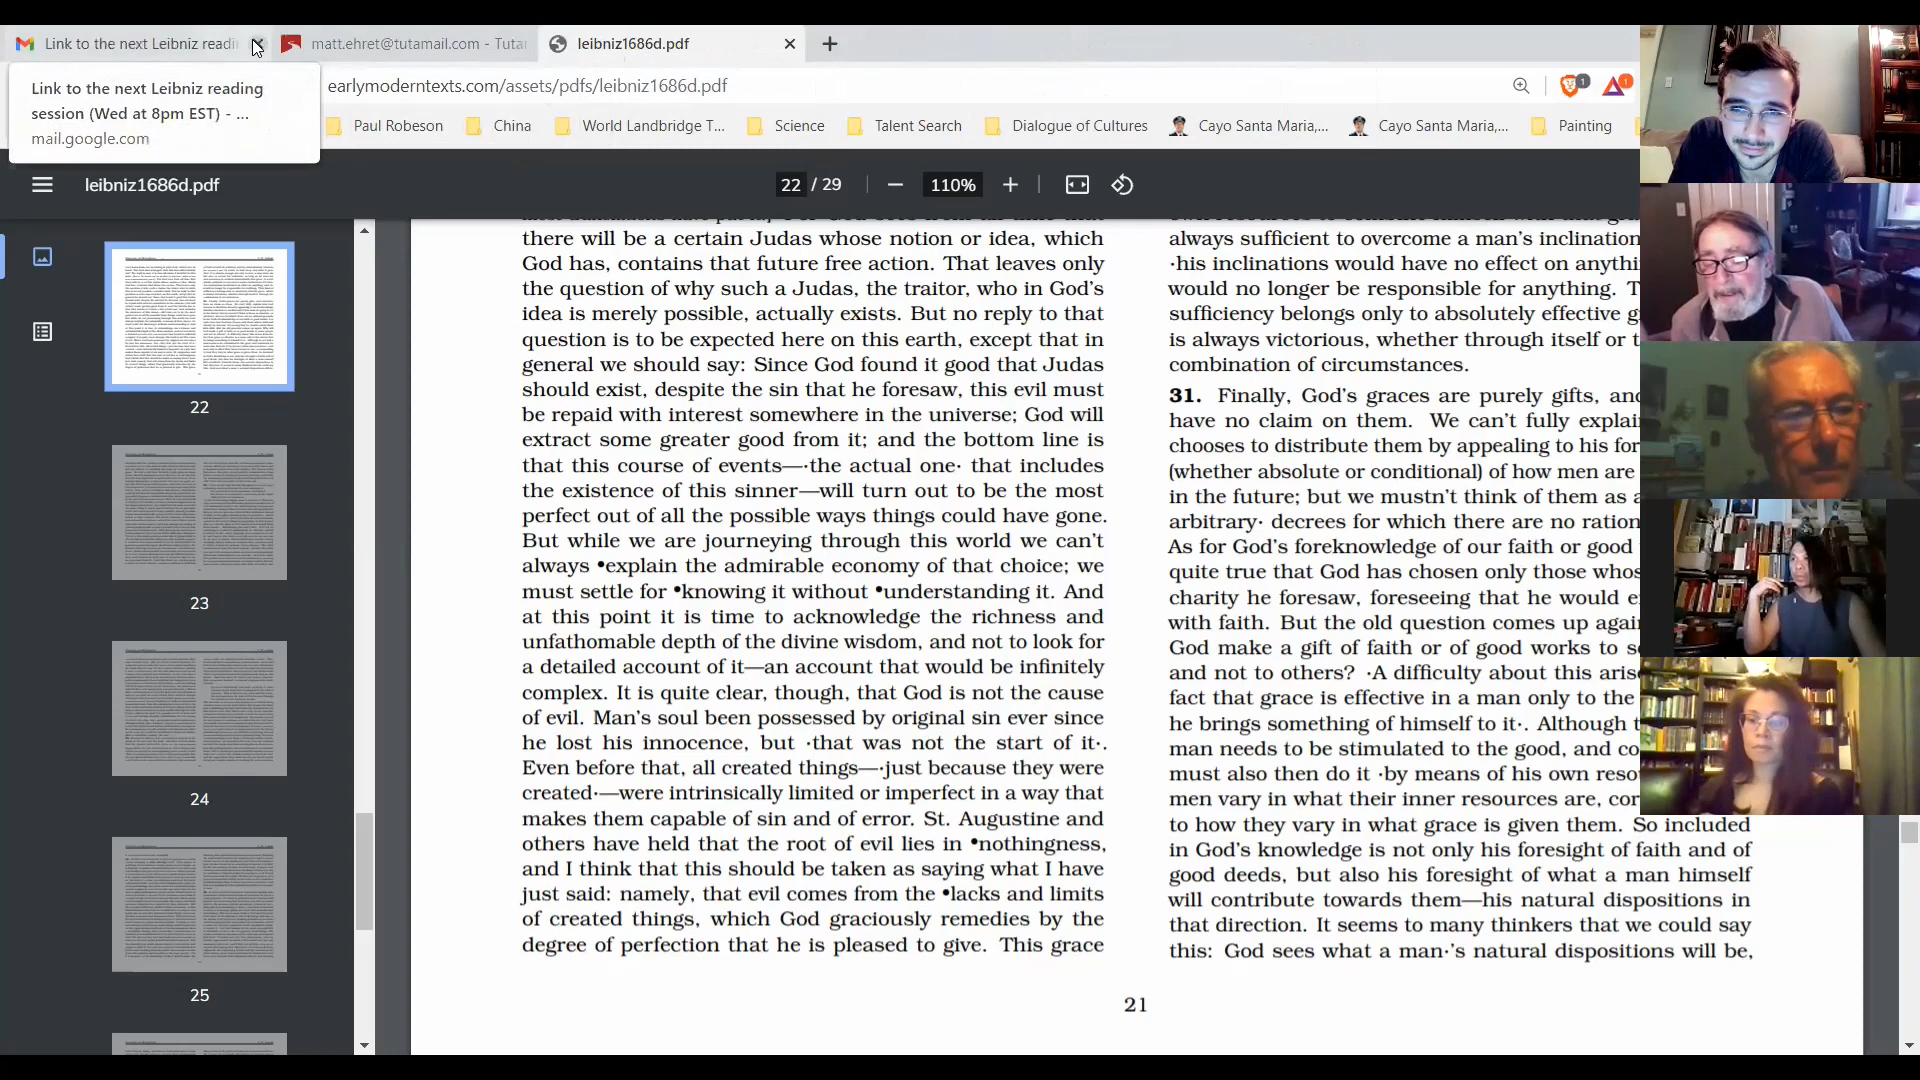 Link to the next Leibniz readi
matt.ehret@tutamail.com - Tutan
leibniz1686d.pdf
Link to the next Leibniz reading
session (Wed at 8pm EST) - ...
mail.google.com
earlymoderntexts.com/assets/pdfs/leibniz1686d.pdf
1
1
Paul Robeson
China
World Landbridge T...
Science
Talent Search
Dialogue of Cultures
Cayo Santa Maria,...
Cayo Santa Maria,...
Painting
leibniz1686d.pdf
22 / 29
110%
22
23
24
25
there will be a certain Judas whose notion or idea, which
God has, contains that future free action. That leaves only
the question of why such a Judas, the traitor, who in God's
idea is merely possible, actually exists. But no reply to that
question is to be expected here on this earth, except that in
general we should say: Since God found it good that Judas
should exist, despite the sin that he foresaw, this evil must
be repaid with interest somewhere in the universe; God will
extract some greater good from it; and the bottom line is
that this course of events—·the actual one· that includes
the existence of this sinner—will turn out to be the most
perfect out of all the possible ways things could have gone.
But while we are journeying through this world we can't
always •explain the admirable economy of that choice; we
must settle for •knowing it without •understanding it. And
at this point it is time to acknowledge the richness and
unfathomable depth of the divine wisdom, and not to look for
a detailed account of it—an account that would be infinitely
complex. It is quite clear, though, that God is not the cause
of evil. Man's soul been possessed by original sin ever since
he lost his innocence, but ·that was not the start of it·.
Even before that, all created things—·just because they were
created·—were intrinsically limited or imperfect in a way that
makes them capable of sin and of error. St. Augustine and
others have held that the root of evil lies in •nothingness,
and I think that this should be taken as saying what I have
just said: namely, that evil comes from the •lacks and limits
of created things, which God graciously remedies by the
degree of perfection that he is pleased to give. This grace
always sufficient to overcome a man's inclination
·his inclinations would have no effect on anythi
would no longer be responsible for anything. T
sufficiency belongs only to absolutely effective g
is always victorious, whether through itself or t
combination of circumstances.
31. Finally, God's graces are purely gifts, and
have no claim on them. We can't fully explai
chooses to distribute them by appealing to his for
(whether absolute or conditional) of how men are
in the future; but we mustn't think of them as a
arbitrary· decrees for which there are no ration
As for God's foreknowledge of our faith or good
quite true that God has chosen only those whos
charity he foresaw, foreseeing that he would e
with faith. But the old question comes up agai
God make a gift of faith or of good works to s
and not to others? ·A difficulty about this aris
fact that grace is effective in a man only to the
he brings something of himself to it·. Although t
man needs to be stimulated to the good, and co
must also then do it ·by means of his own reso
men vary in what their inner resources are, cor
to how they vary in what grace is given them. So included
in God's knowledge is not only his foresight of faith and of
good deeds, but also his foresight of what a man himself
will contribute towards them—his natural dispositions in
that direction. It seems to many thinkers that we could say
this: God sees what a man·'s natural dispositions will be,
21